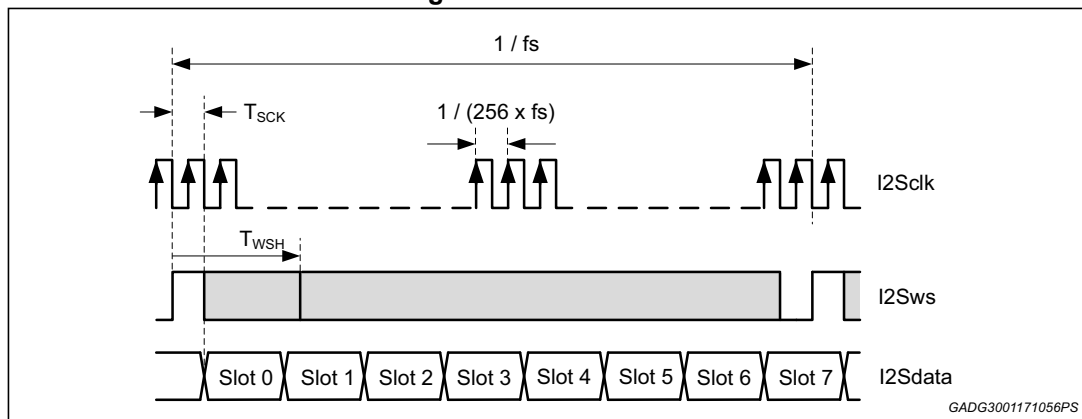 1 / fs
T_SCK
1 / (256 x fs)
I2Sclk
T_WSH
I2Sws
Slot 0 Slot 1 Slot 2 Slot 3 Slot 4 Slot 5 Slot 6 Slot 7 I2Sdata
GADG3001171056PS